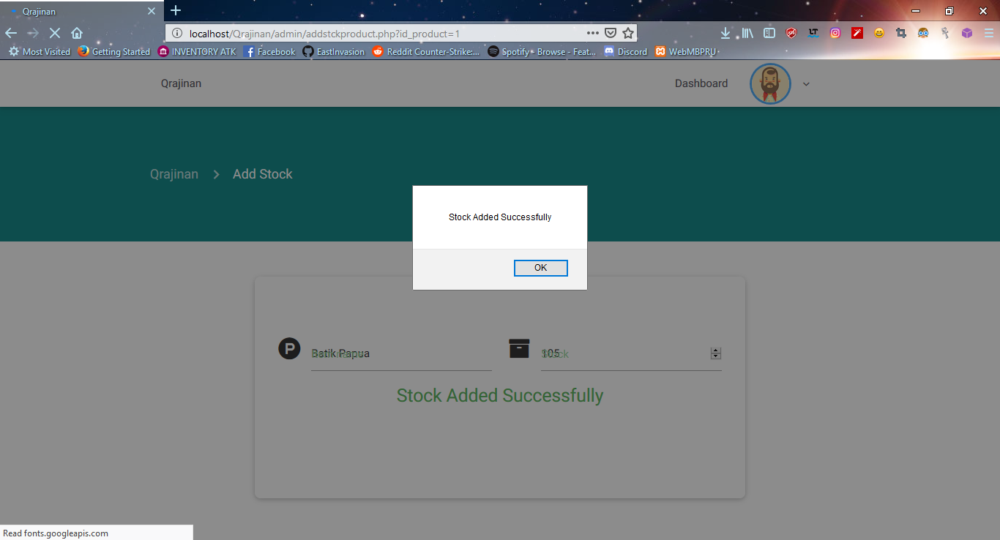 Qrajinan
localhost/Qrajinan/admin/addstckproduct.php?id_product=1
Most Visited Getting Started INVENTORY ATK Facebook EastInvasion Reddit Counter-Strike:... Spotify - Browse - Feat... Discord WebMBPRU
Qrajinan Dashboard
Qrajinan > Add Stock
Stock Added Successfully
OK
P Batik Papua Stock 105
Stock Added Successfully
Read fonts.googleapis.com